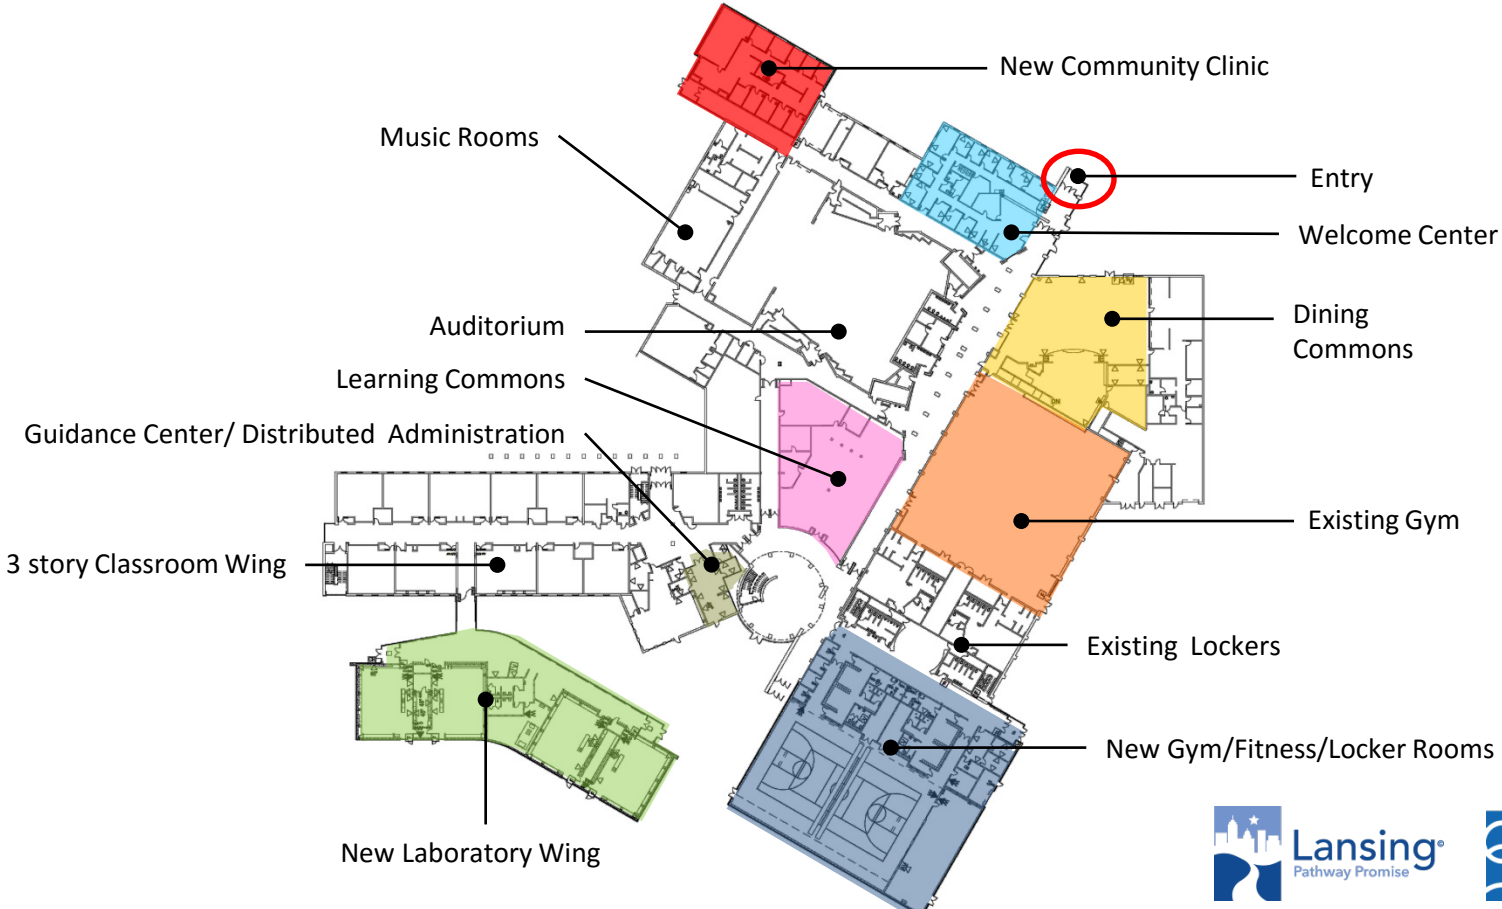 New Community Clinic
Music Rooms
Entry
Welcome Center
Auditorium
Dining
Commons
Learning Commons
Guidance Center/ Distributed Administration
Existing Gym
3 story Classroom Wing
Existing Lockers
New Gym/Fitness/Locker Rooms
New Laboratory Wing
Lansing
Pathway Promise